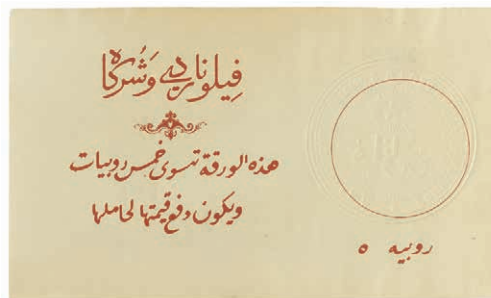 فيلوناردي وشركاه
هذه الورقة تسوى خمس روبيات
ويكون دفع قيمتها لحاملها
روبيه ٥